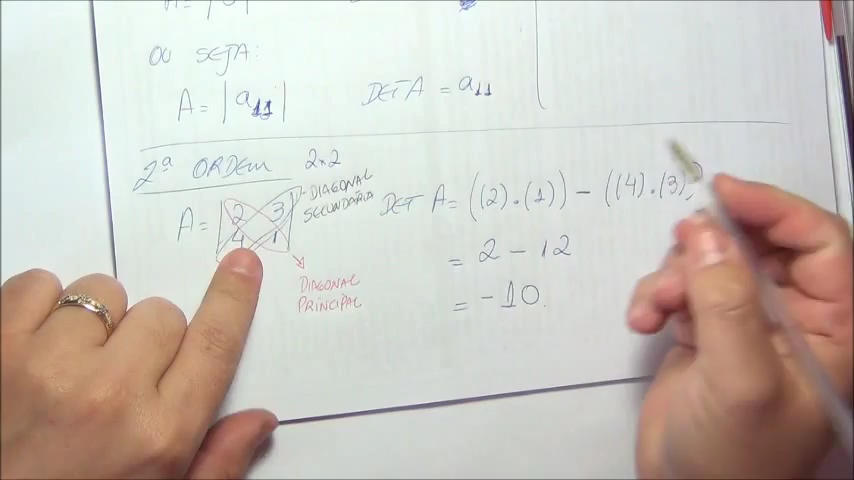 OU SEJA:
A = | a11 | DET A = a11
2ª ORDEM 2x2
A = | 2 3 | - DIAGONAL SECUNDÁRIA
| 4 1 |
DIAGONAL
PRINCIPAL
DET A = ((2).(1)) - ((4).(3))
= 2 - 12
= -10.